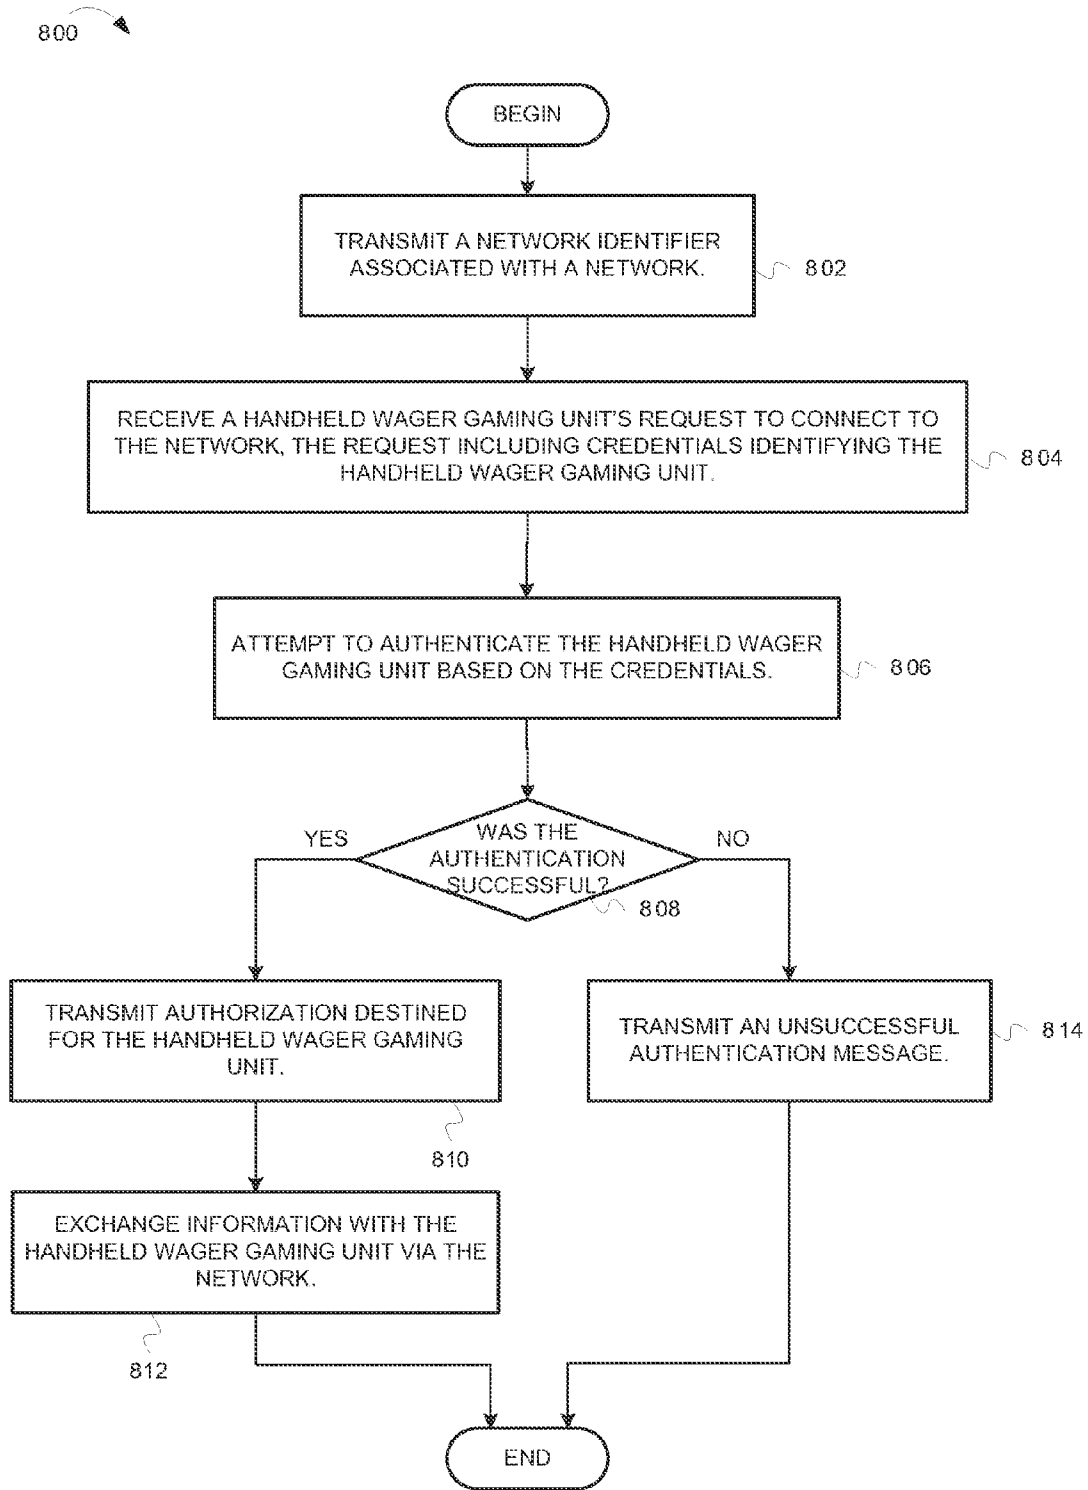 800
BEGIN
TRANSMIT A NETWORK IDENTIFIER
ASSOCIATED WITH A NETWORK.
802
RECEIVE A HANDHELD WAGER GAMING UNIT'S REQUEST TO CONNECT TO
THE NETWORK, THE REQUEST INCLUDING CREDENTIALS IDENTIFYING THE
HANDHELD WAGER GAMING UNIT.
804
ATTEMPT TO AUTHENTICATE THE HANDHELD WAGER
GAMING UNIT BASED ON THE CREDENTIALS.
806
YES
WAS THE
AUTHENTICATION
SUCCESSFUL?
NO
808
TRANSMIT AUTHORIZATION DESTINED
FOR THE HANDHELD WAGER GAMING
UNIT.
810
TRANSMIT AN UNSUCCESSFUL
AUTHENTICATION MESSAGE.
814
EXCHANGE INFORMATION WITH THE
HANDHELD WAGER GAMING UNIT VIA THE
NETWORK.
812
END